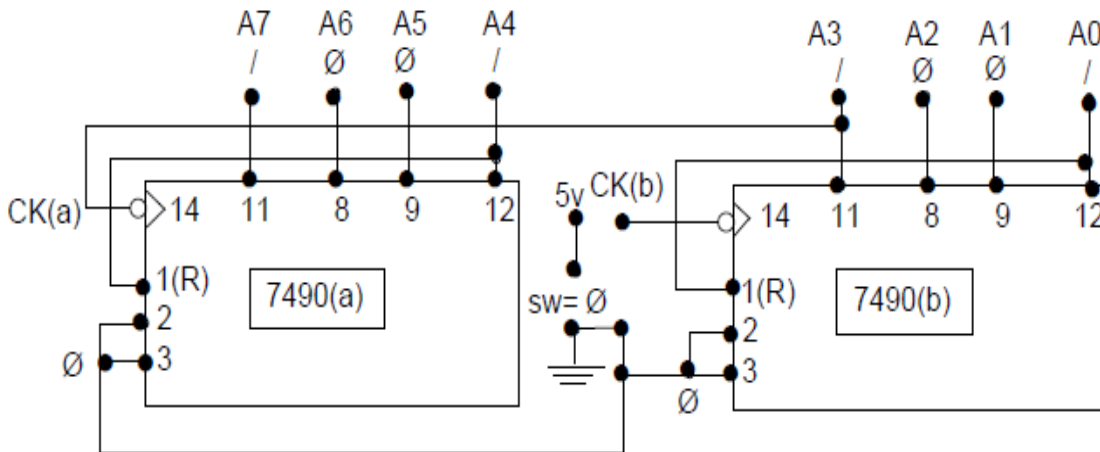 A7 A6 A5 A4 A3 A2 A1 A0
/ Ø Ø / / Ø Ø /
CK(a) 14 11 8 9 12 5v CK(b) 14 11 8 9 12
1(R) 7490(a) sw= Ø 1(R) 7490(b)
2 2
Ø 3 3
Ø